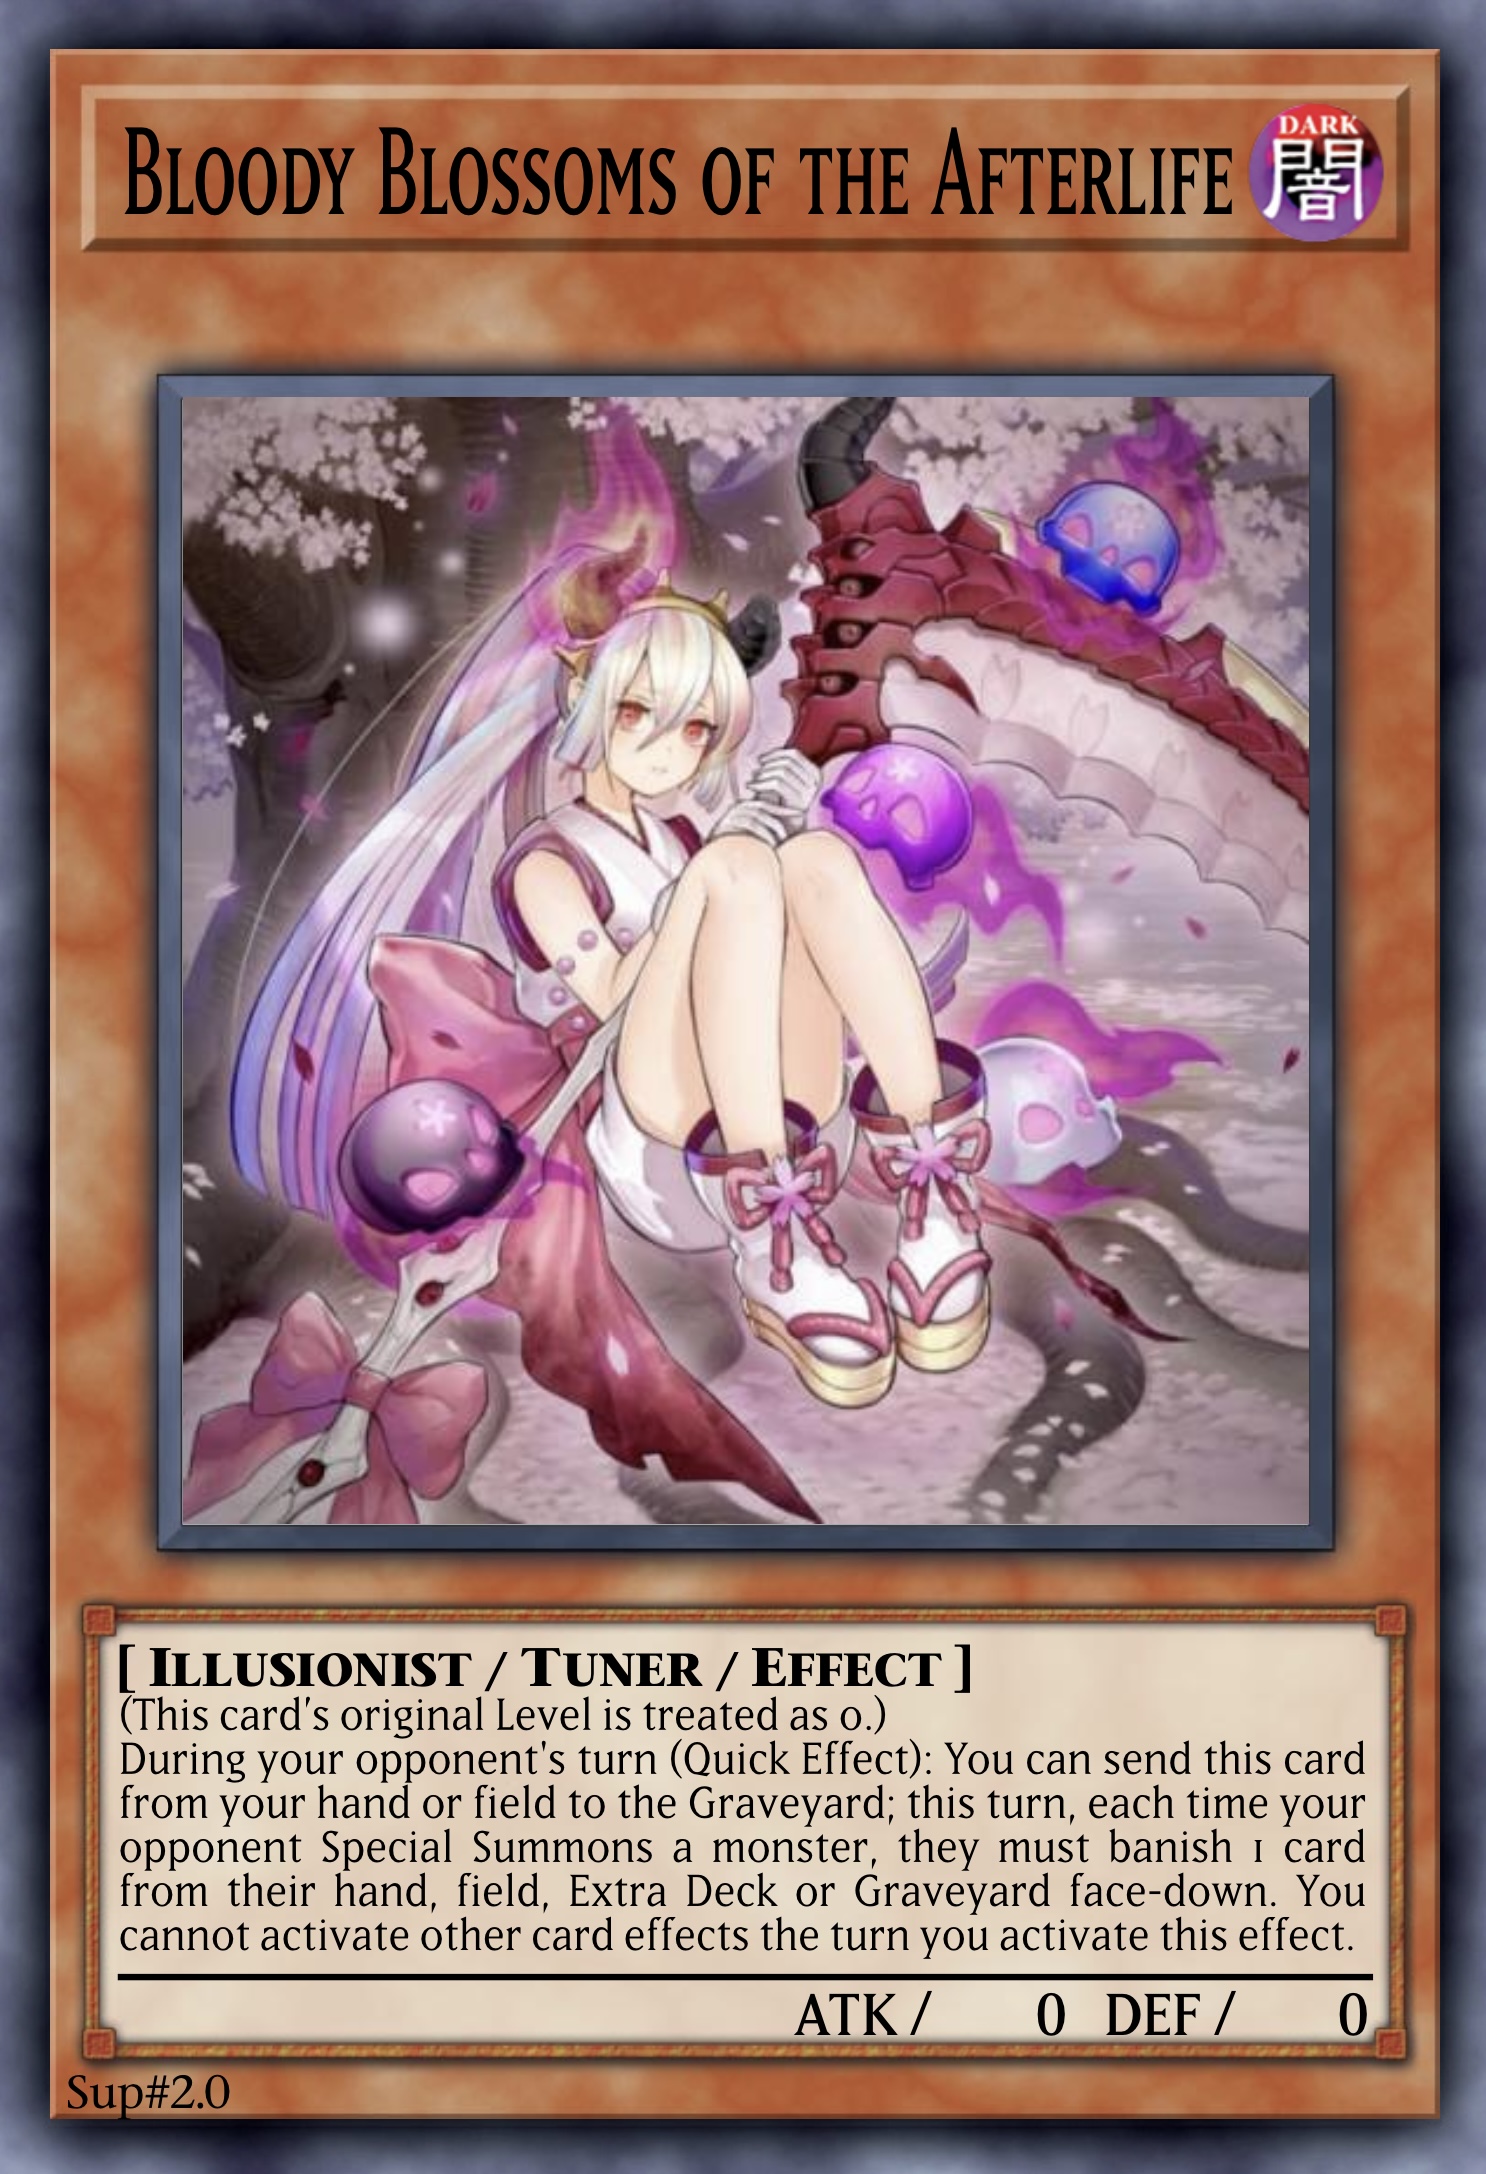 Bloody Blossoms of the Afterlife
DARK
闇
[ Illusionist / Tuner / Effect ]
(This card's original Level is treated as 0.)
During your opponent's turn (Quick Effect): You can send this card
from your hand or field to the Graveyard; this turn, each time your
opponent Special Summons a monster, they must banish 1 card
from their hand, field, Extra Deck or Graveyard face-down. You
cannot activate other card effects the turn you activate this effect.
ATK / 0 DEF / 0
Sup#2.0